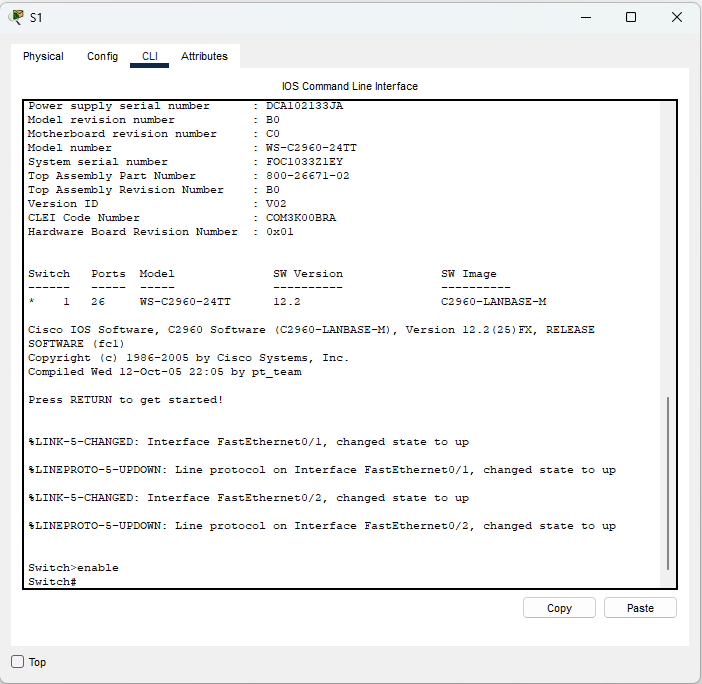 S1
Physical Config CLI Attributes
IOS Command Line Interface
Power supply serial number : DCA102133JA
Model revision number : B0
Motherboard revision number : C0
Model number : WS-C2960-24TT
System serial number : FOC1033Z1EY
Top Assembly Part Number : 800-26671-02
Top Assembly Revision Number : B0
Version ID : V02
CLEI Code Number : COM3K00BRA
Hardware Board Revision Number : 0x01
Switch Ports Model SW Version SW Image
------ ----- ----- ---------- ----------
* 1 26 WS-C2960-24TT 12.2 C2960-LANBASE-M
Cisco IOS Software, C2960 Software (C2960-LANBASE-M), Version 12.2(25)FX, RELEASE
SOFTWARE (fc1)
Copyright (c) 1986-2005 by Cisco Systems, Inc.
Compiled Wed 12-Oct-05 22:05 by pt_team
Press RETURN to get started!
%LINK-5-CHANGED: Interface FastEthernet0/1, changed state to up
%LINEPROTO-5-UPDOWN: Line protocol on Interface FastEthernet0/1, changed state to up
%LINK-5-CHANGED: Interface FastEthernet0/2, changed state to up
%LINEPROTO-5-UPDOWN: Line protocol on Interface FastEthernet0/2, changed state to up
Switch>enable
Switch#
Copy Paste
Top